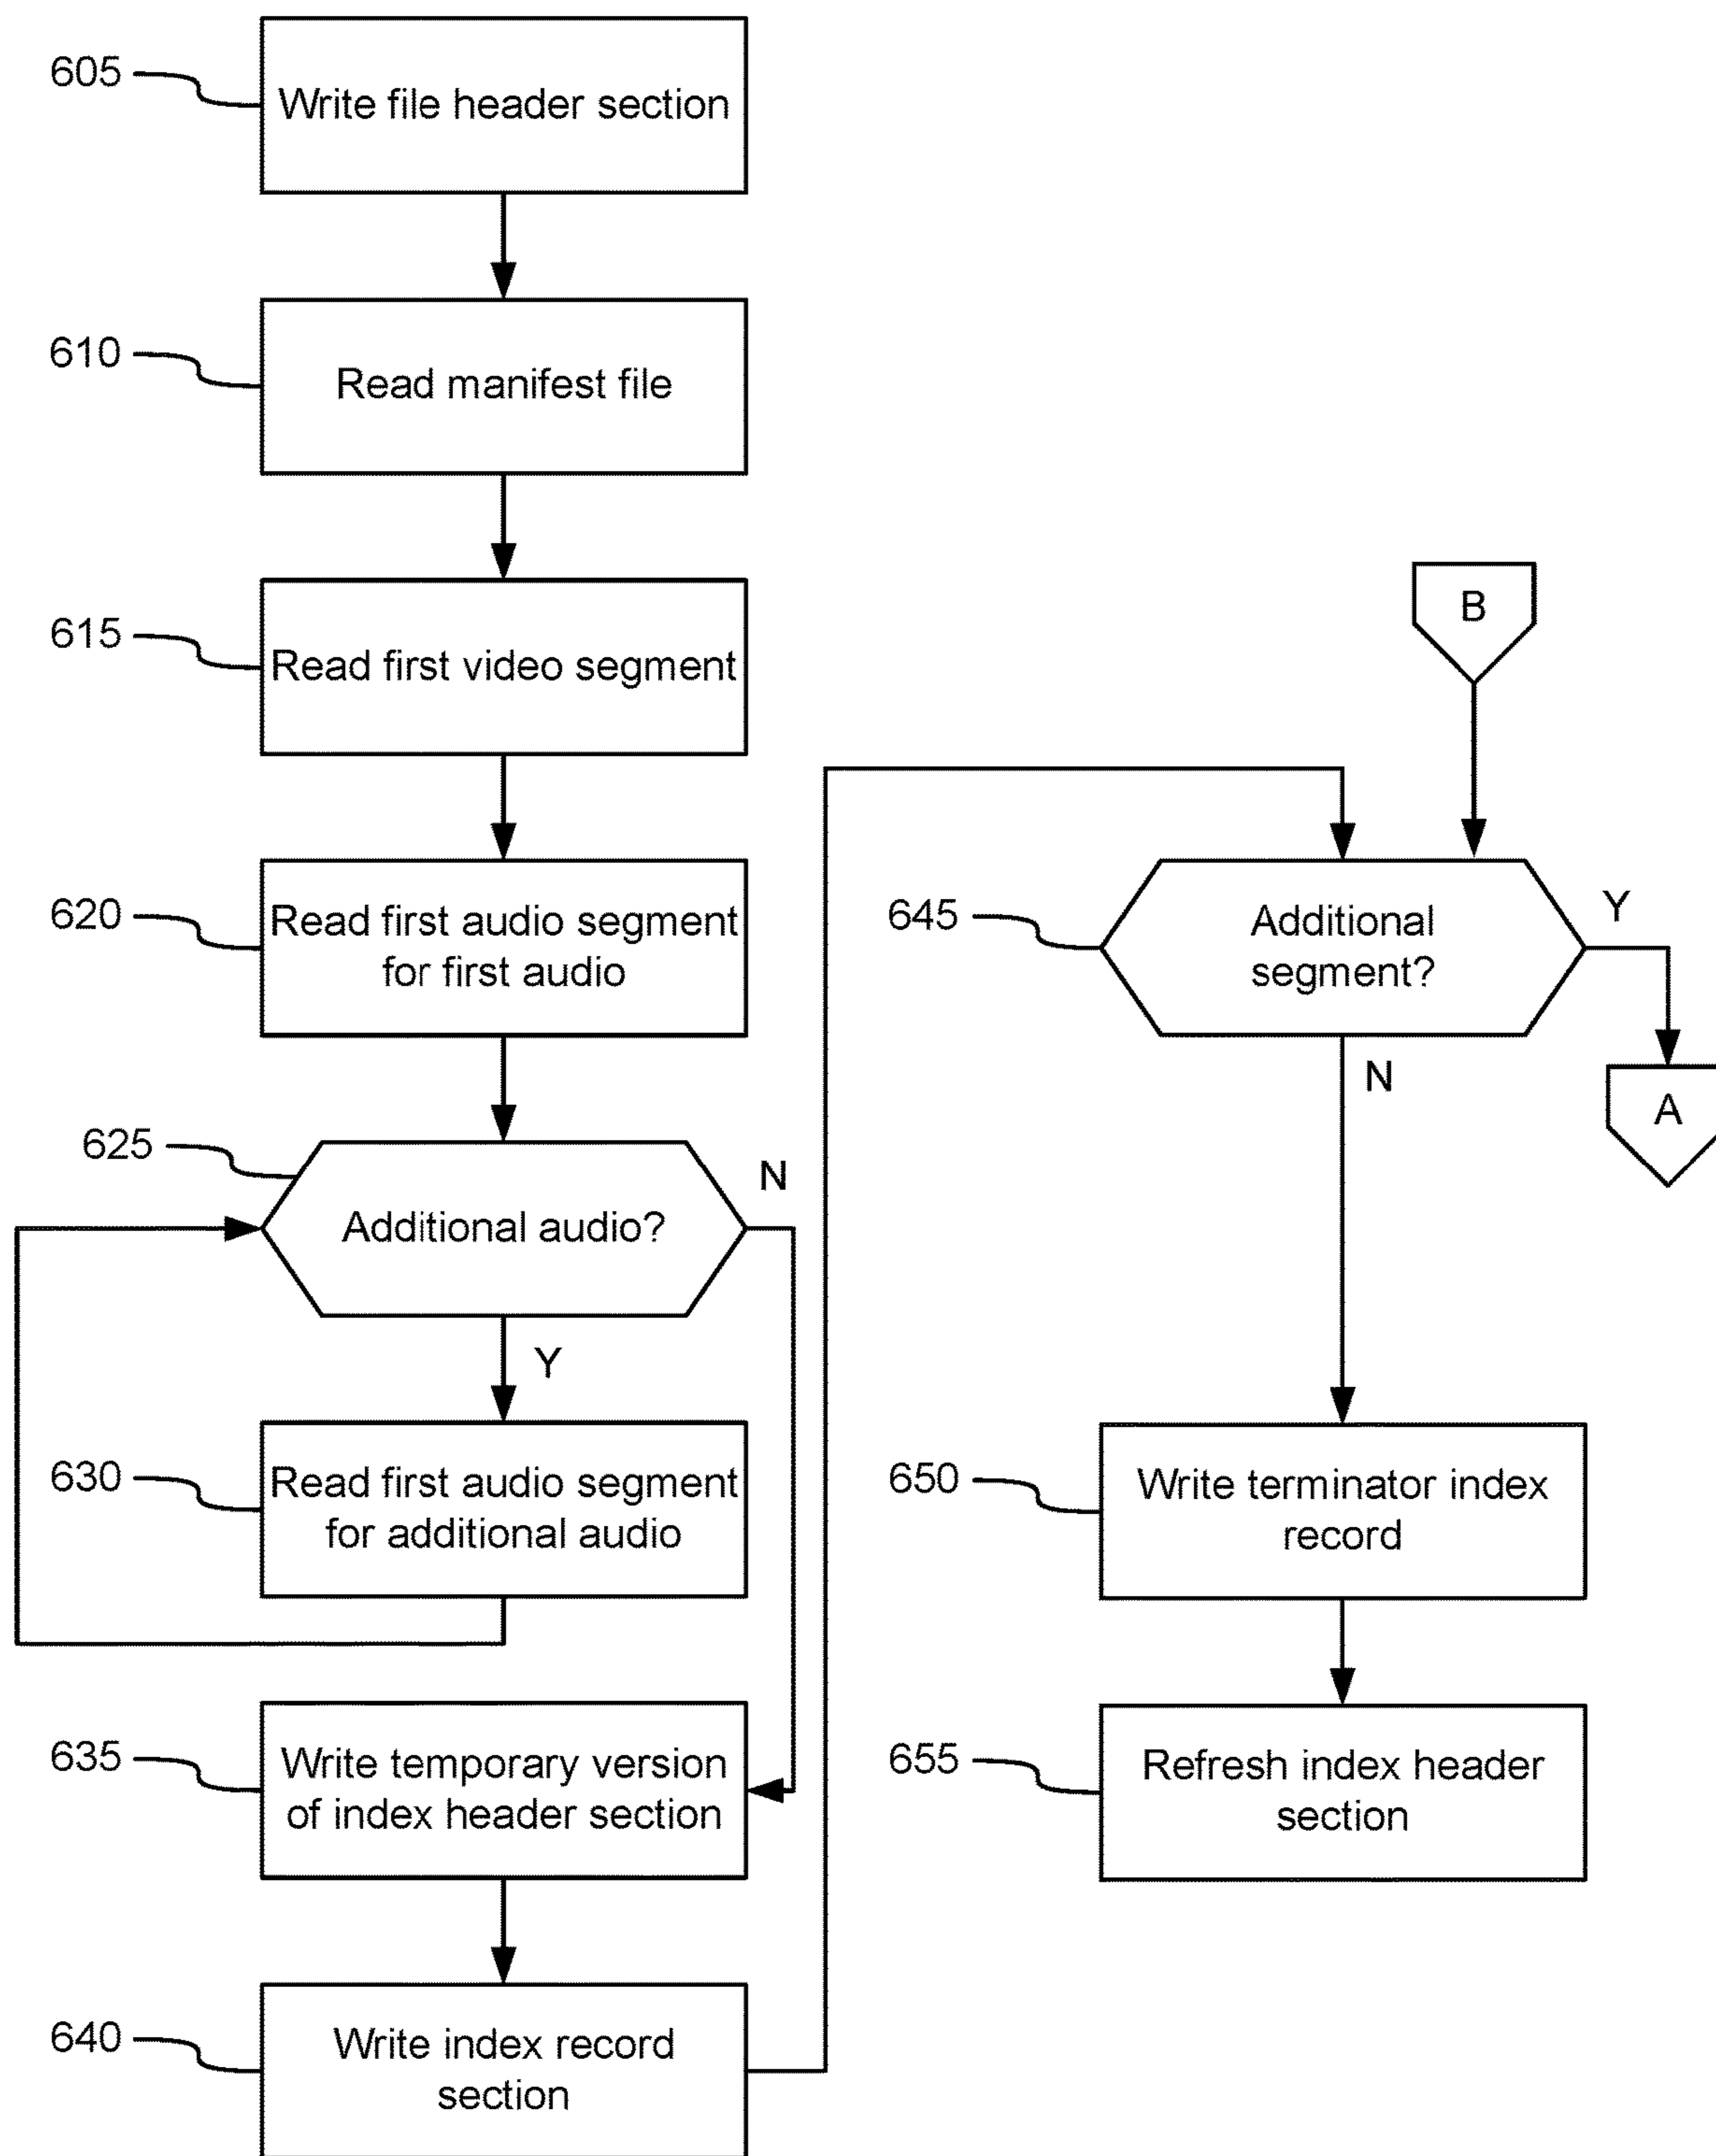 605
Write file header section
610
Read manifest file
615
Read first video segment
620
Read first audio segment
for first audio
625
Additional audio?
N
Y
630
Read first audio segment
for additional audio
635
Write temporary version
of index header section
640
Write index record
section
B
645
Additional
segment?
Y
A
N
650
Write terminator index
record
655
Refresh index header
section